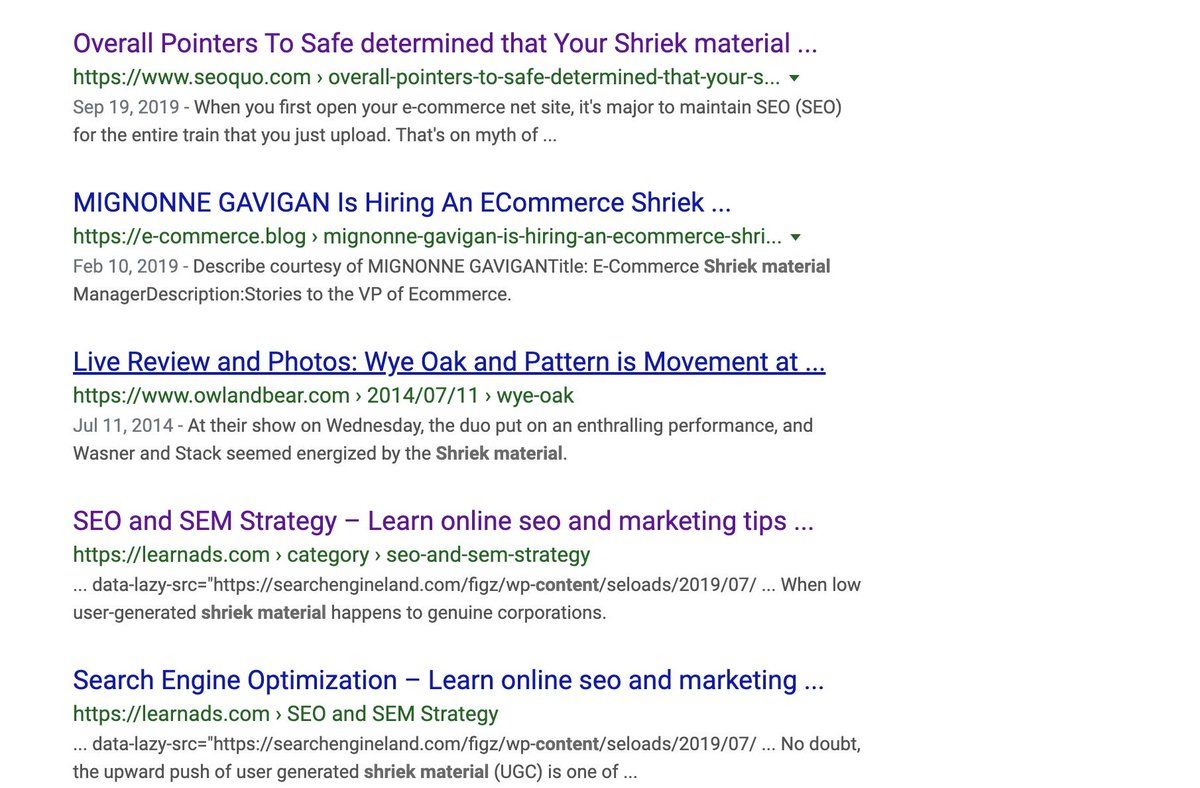 Overall Pointers To Safe determined that Your Shriek material ...
https://www.seoquo.com › overall-pointers-to-safe-determined-that-your-s...
Sep 19, 2019 - When you first open your e-commerce net site, it's major to maintain SEO (SEO)
for the entire train that you just upload. That's on myth of ...
MIGNONNE GAVIGAN Is Hiring An ECommerce Shriek ...
https://e-commerce.blog › mignonne-gavigan-is-hiring-an-ecommerce-shri...
Feb 10, 2019 - Describe courtesy of MIGNONNE GAVIGANTitle: E-Commerce Shriek material
ManagerDescription:Stories to the VP of Ecommerce.
Live Review and Photos: Wye Oak and Pattern is Movement at ...
https://www.owlandbear.com › 2014/07/11 › wye-oak
Jul 11, 2014 - At their show on Wednesday, the duo put on an enthralling performance, and
Wasner and Stack seemed energized by the Shriek material.
SEO and SEM Strategy – Learn online seo and marketing tips ...
https://learnads.com › category › seo-and-sem-strategy
... data-lazy-src="https://searchengineland.com/figz/wp-content/seloads/2019/07/ ... When low
user-generated shriek material happens to genuine corporations.
Search Engine Optimization – Learn online seo and marketing ...
https://learnads.com › SEO and SEM Strategy
... data-lazy-src="https://searchengineland.com/figz/wp-content/seloads/2019/07/ ... No doubt,
the upward push of user generated shriek material (UGC) is one of ...